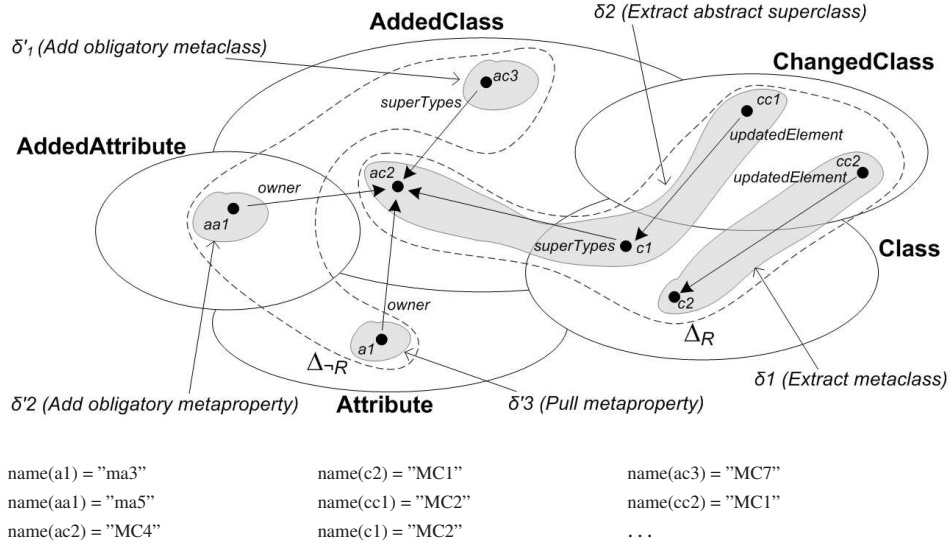 AddedClass
δ2 (Extract abstract superclass)
δ'₁ (Add obligatory metaclass)
ChangedClass
ac3
superTypes
cc1
updatedElement
AddedAttribute
owner
ac2
cc2
updatedElement
aa1
superTypes
c1
Class
owner
c2
a1
Δ¬R
ΔR
δ1 (Extract metaclass)
δ'2 (Add obligatory metaproperty)
Attribute
δ'3 (Pull metaproperty)
name(a1) = ”ma3” name(c2) = ”MC1” name(ac3) = ”MC7”
name(aa1) = ”ma5” name(cc1) = ”MC2” name(cc2) = ”MC1”
name(ac2) = ”MC4” name(c1) = ”MC2” . . .